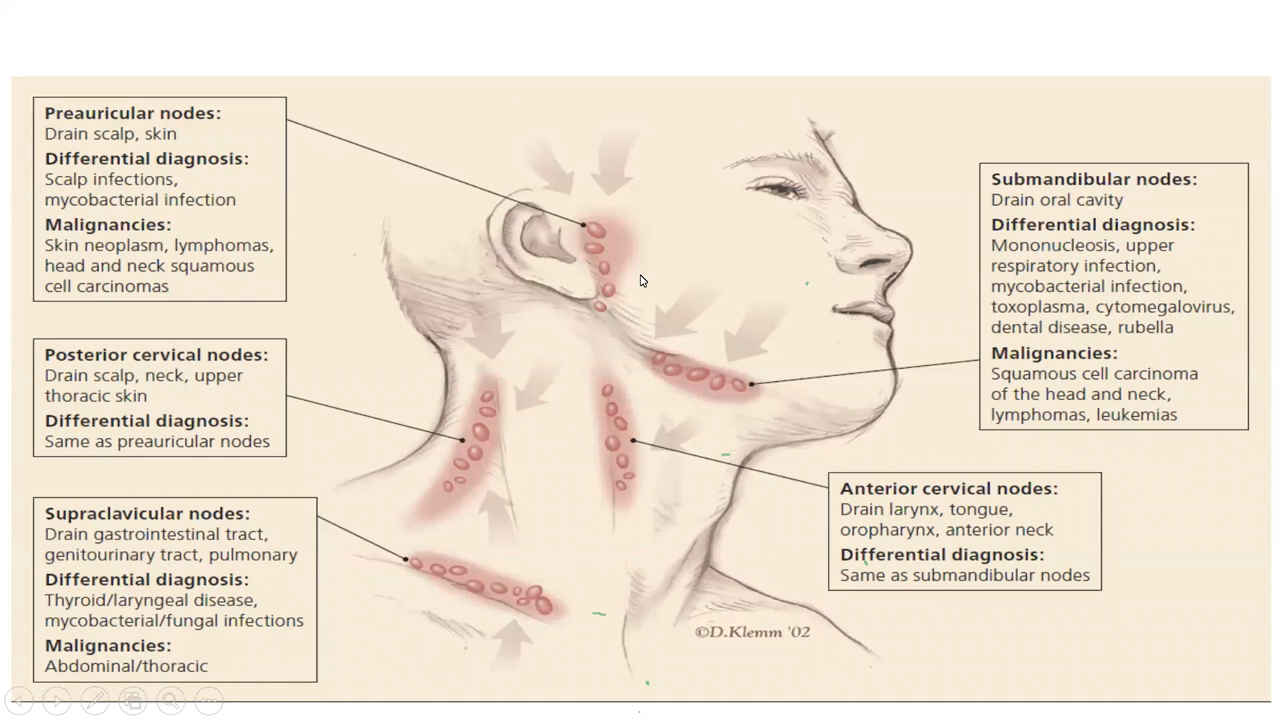 Preauricular nodes:
Drain scalp, skin
Differential diagnosis:
Scalp infections,
mycobacterial infection
Malignancies:
Skin neoplasm, lymphomas,
head and neck squamous
cell carcinomas
Posterior cervical nodes:
Drain scalp, neck, upper
thoracic skin
Differential diagnosis:
Same as preauricular nodes
Supraclavicular nodes:
Drain gastrointestinal tract,
genitourinary tract, pulmonary
Differential diagnosis:
Thyroid/laryngeal disease,
mycobacterial/fungal infections
Malignancies:
Abdominal/thoracic
Submandibular nodes:
Drain oral cavity
Differential diagnosis:
Mononucleosis, upper
respiratory infection,
mycobacterial infection,
toxoplasma, cytomegalovirus,
dental disease, rubella
Malignancies:
Squamous cell carcinoma
of the head and neck,
lymphomas, leukemias
Anterior cervical nodes:
Drain larynx, tongue,
oropharynx, anterior neck
Differential diagnosis:
Same as submandibular nodes
©D.Klemm '02